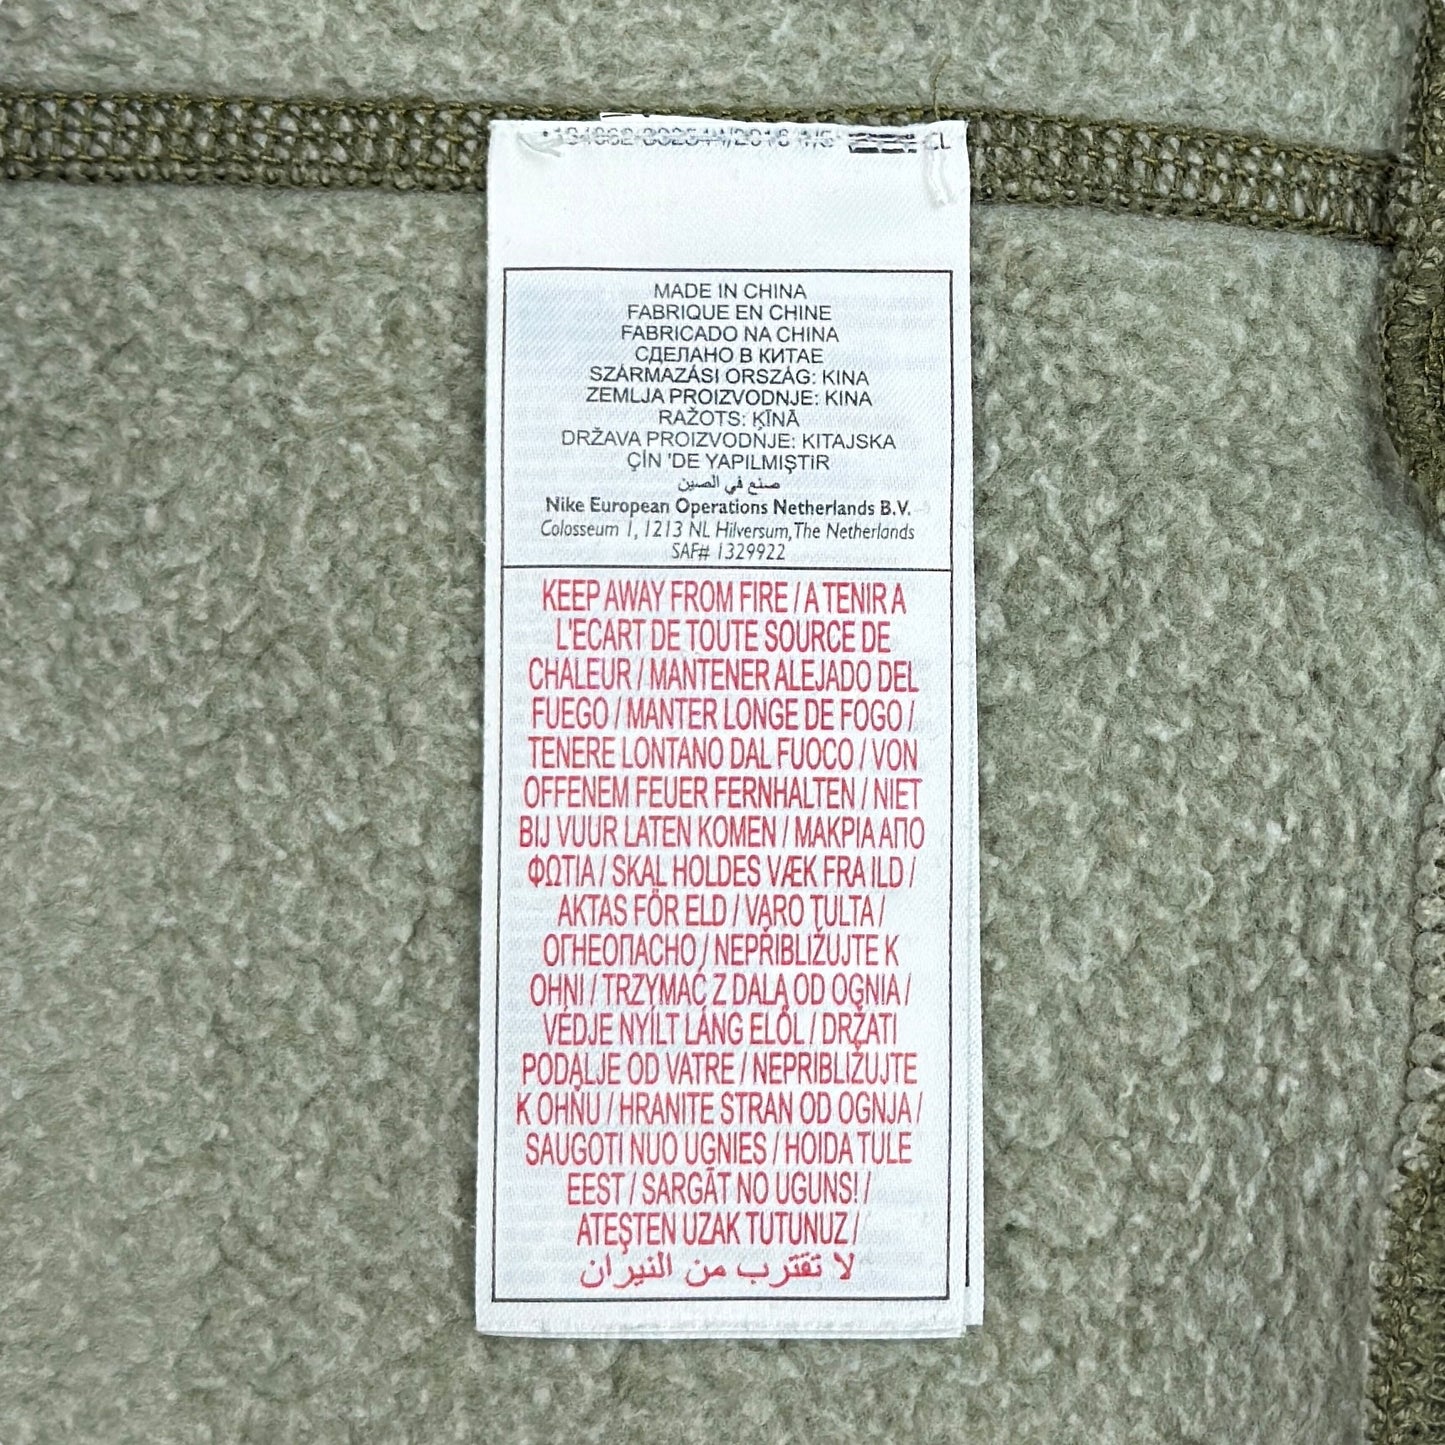 MADE IN CHINA
FABRIQUE EN CHINE
FABRICADO NA CHINA
СДЕЛАНО В КИТАЕ
SZÁRMAZÁSI ORSZÁG: KINA
ZEMLJA PROIZVODNJE: KINA
RAŽOTS: ĶĪNĀ
DRŽAVA PROIZVODNJE: KITAJSKA
ÇİN 'DE YAPILMIŞTIR
صنع في الصين
Nike European Operations Netherlands B.V.
Colosseum 1, 1213 NL Hilversum,The Netherlands
SAF# 1329922
KEEP AWAY FROM FIRE / A TENIR A
L'ECART DE TOUTE SOURCE DE
CHALEUR / MANTENER ALEJADO DEL
FUEGO / MANTER LONGE DE FOGO /
TENERE LONTANO DAL FUOCO / VON
OFFENEM FEUER FERNHALTEN / NIET
BIJ VUUR LATEN KOMEN / ΜΑΚΡΙΑ ΑΠΟ
ΦΩΤΙΑ / SKAL HOLDES VÆK FRA ILD /
AKTAS FÖR ELD / VARO TULTA /
ОГНЕОПАСНО / NEPŘIBLIŽUJTE K
OHNI / TRZYMAĆ Z DALA OD OGNIA /
VÉDJE NYÍLT LÁNG ELŐL / DRŽATI
PODALJE OD VATRE / NEPRIBLIŽUJTE
K OHŇU / HRANITE STRAN OD OGNJA /
SAUGOTI NUO UGNIES / HOIDA TULE
EEST / SARGĀT NO UGUNS! /
ATEŞTEN UZAK TUTUNUZ /
لا تقترب من النيران